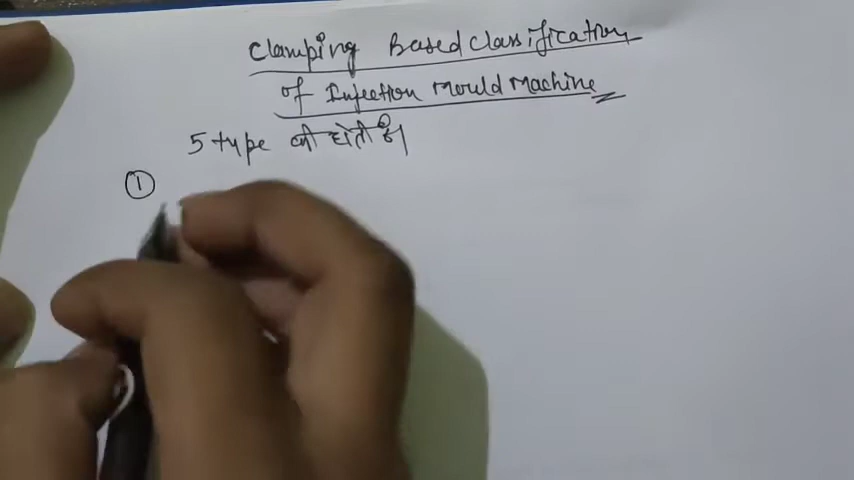 Clamping Based Classification
of Injection Mould Machine
5 type की होती है।
①